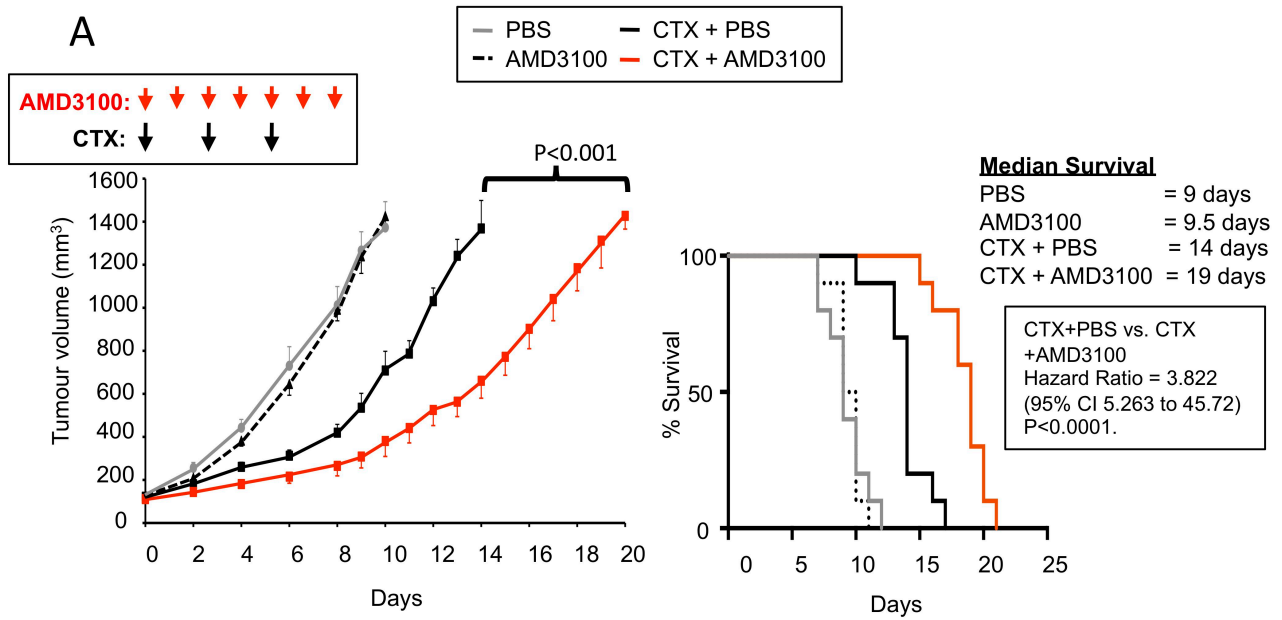 A
PBS
CTX + PBS
AMD3100
CTX + AMD3100
AMD3100:
CTX:
P<0.001
1600
1400
1200
1000
800
600
400
200
0
Tumour volume (mm³)
0 2 4 6 8 10 12 14 16 18 20
Days
Median Survival
PBS = 9 days
AMD3100 = 9.5 days
CTX + PBS = 14 days
CTX + AMD3100 = 19 days
100
50
0
% Survival
0 5 10 15 20 25
Days
CTX+PBS vs. CTX
+AMD3100
Hazard Ratio = 3.822
(95% CI 5.263 to 45.72)
P<0.0001.